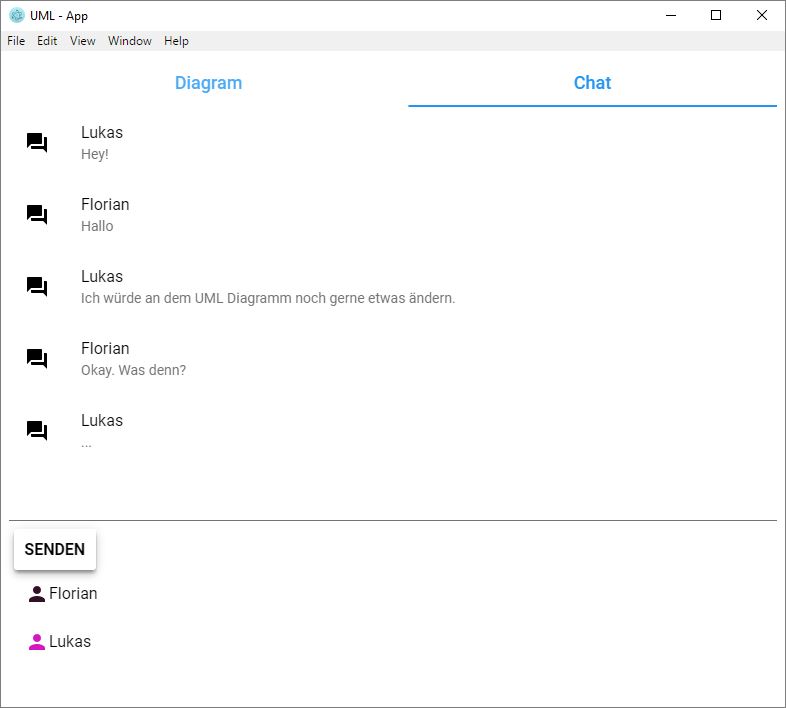 UML - App
File Edit View Window Help
Diagram Chat
Lukas
Hey!
Florian
Hallo
Lukas
Ich würde an dem UML Diagramm noch gerne etwas ändern.
Florian
Okay. Was denn?
Lukas
...
SENDEN
Florian
Lukas